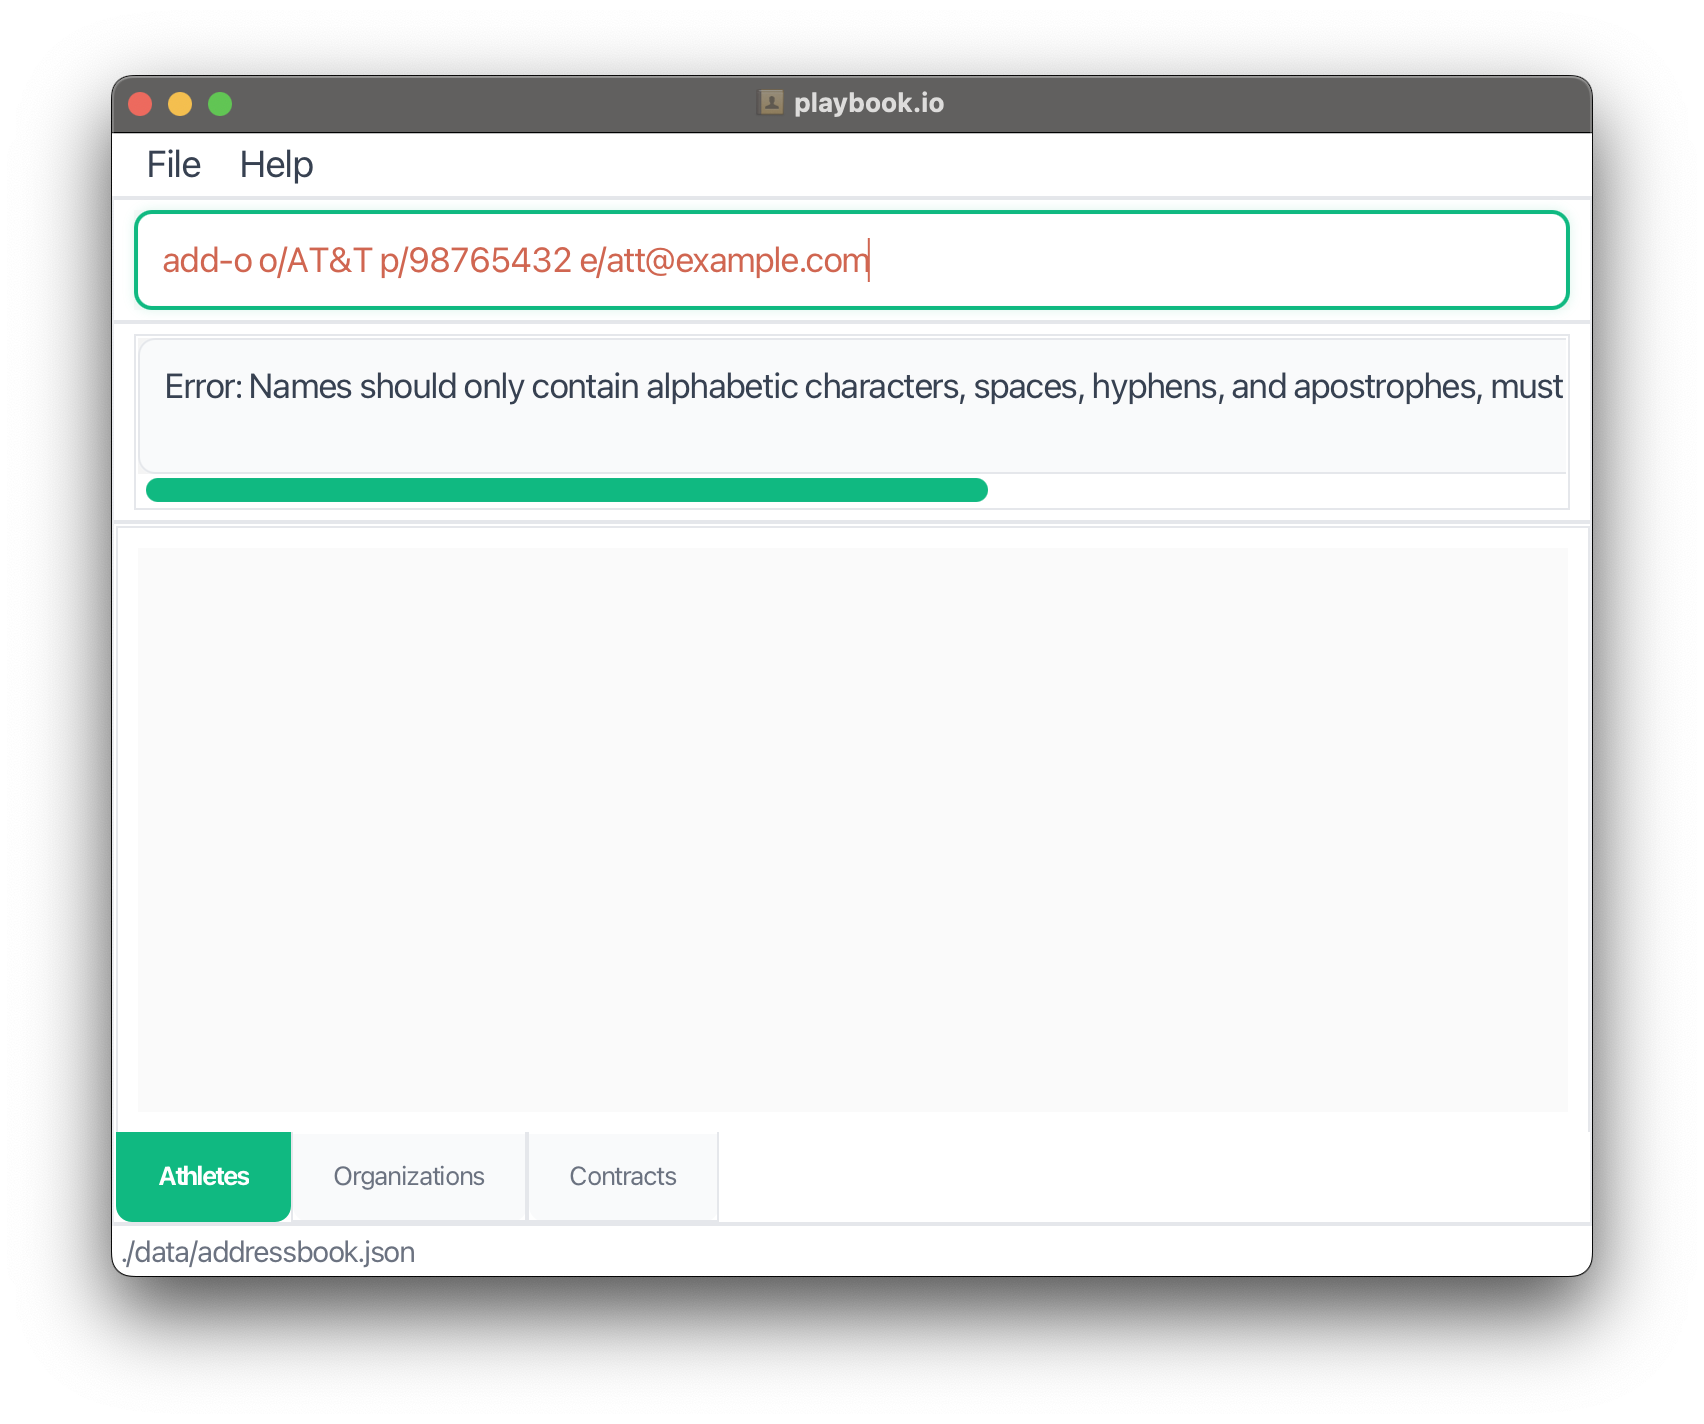 playbook.io
File Help
add-o o/AT&T p/98765432 e/att@example.com
Error: Names should only contain alphabetic characters, spaces, hyphens, and apostrophes, must
Athletes Organizations Contracts
./data/addressbook.json